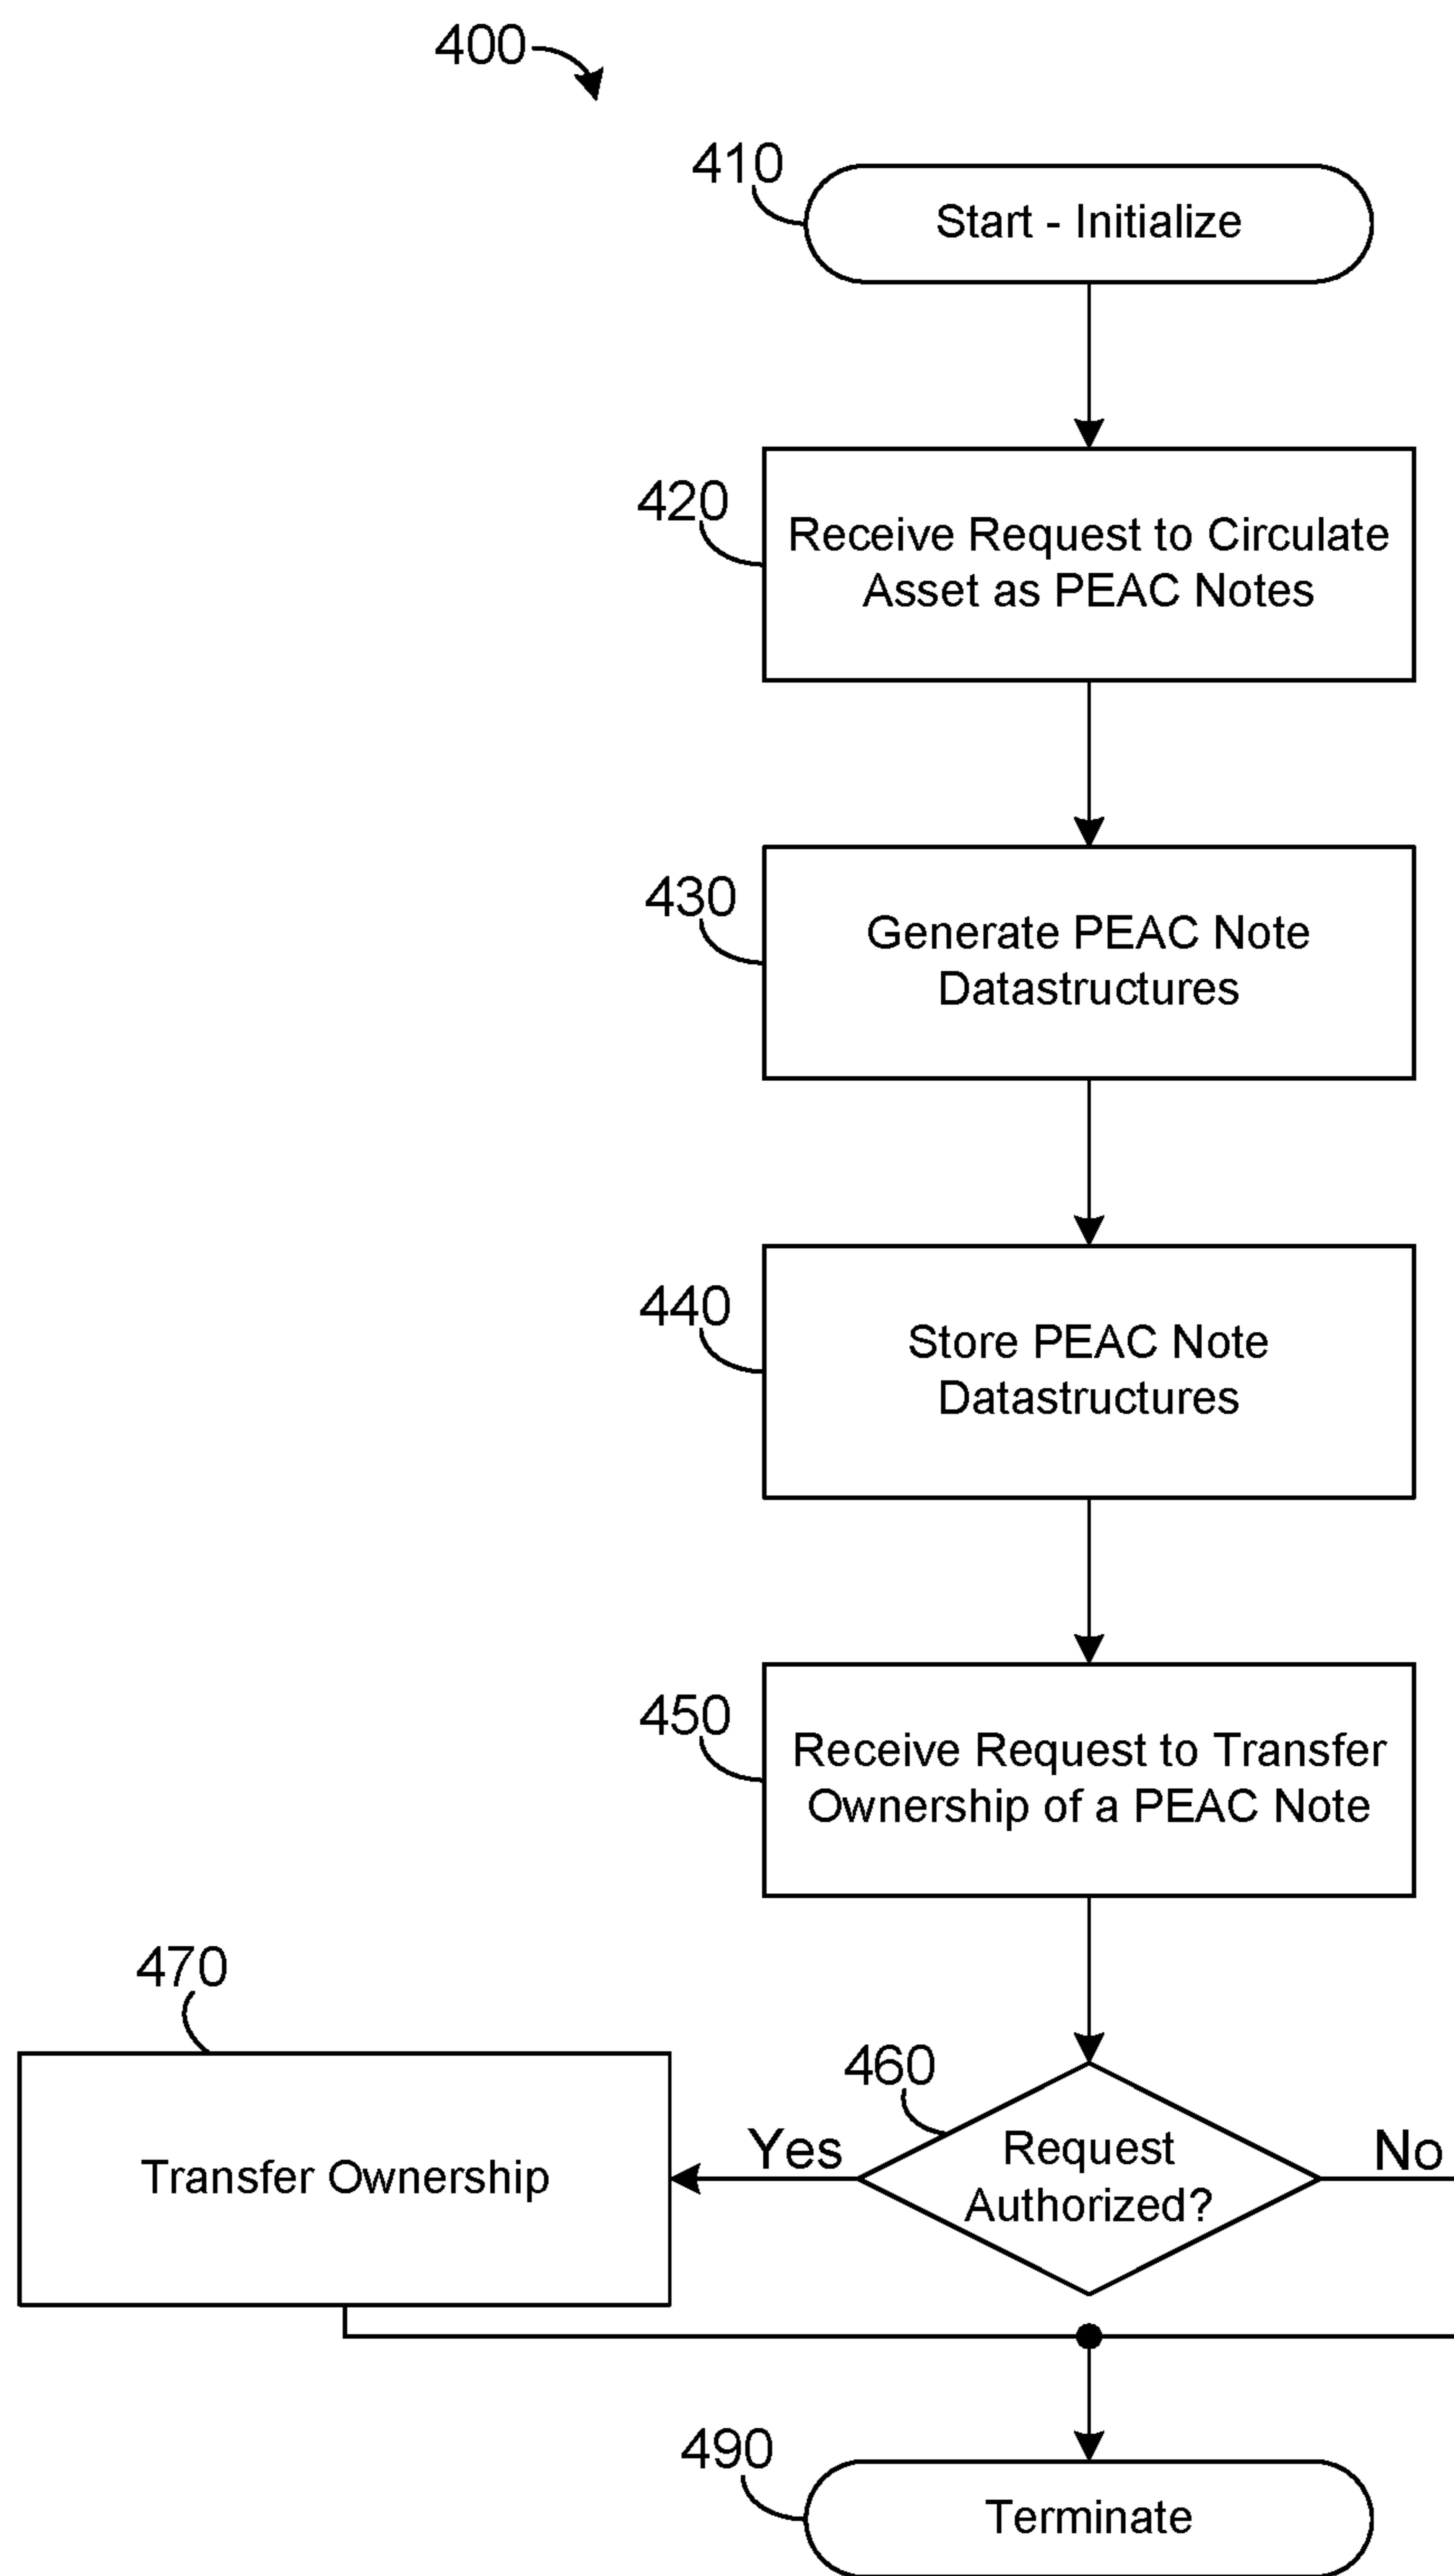 400
410
Start - Initialize
420
Receive Request to Circulate
Asset as PEAC Notes
430
Generate PEAC Note
Datastructures
440
Store PEAC Note
Datastructures
450
Receive Request to Transfer
Ownership of a PEAC Note
470
460
Transfer Ownership
Yes
Request
Authorized?
No
490
Terminate